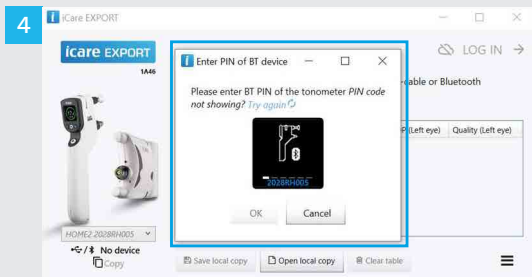 4
iCare EXPORT
icare EXPORT
1A46
LOG IN
Enter PIN of BT device
-cable or Bluetooth
Please enter BT PIN of the tonometer PIN code
not showing? Try again
P (Left eye) Quality (Left eye)
2028RH005
OK Cancel
HOME2 2028RH005
No device
Copy
Save local copy Open local copy Clear table